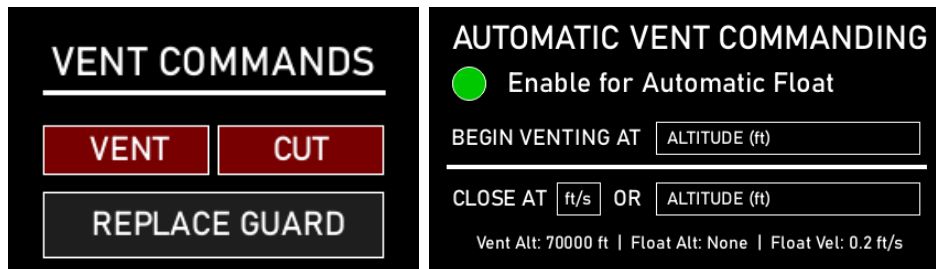 VENT COMMANDS
VENT CUT
REPLACE GUARD
AUTOMATIC VENT COMMANDING
Enable for Automatic Float
BEGIN VENTING AT ALTITUDE (ft)
CLOSE AT ft/s OR ALTITUDE (ft)
Vent Alt: 70000 ft | Float Alt: None | Float Vel: 0.2 ft/s